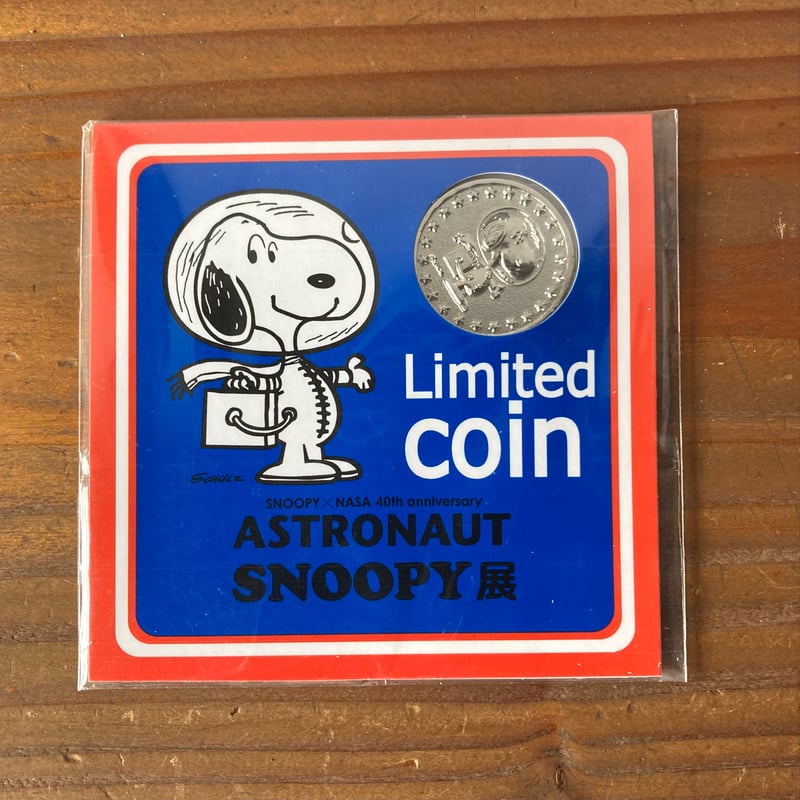 Limited
coin
SCHULZ
SNOOPY×NASA 40th anniversary
ASTRONAUT
SNOOPY展